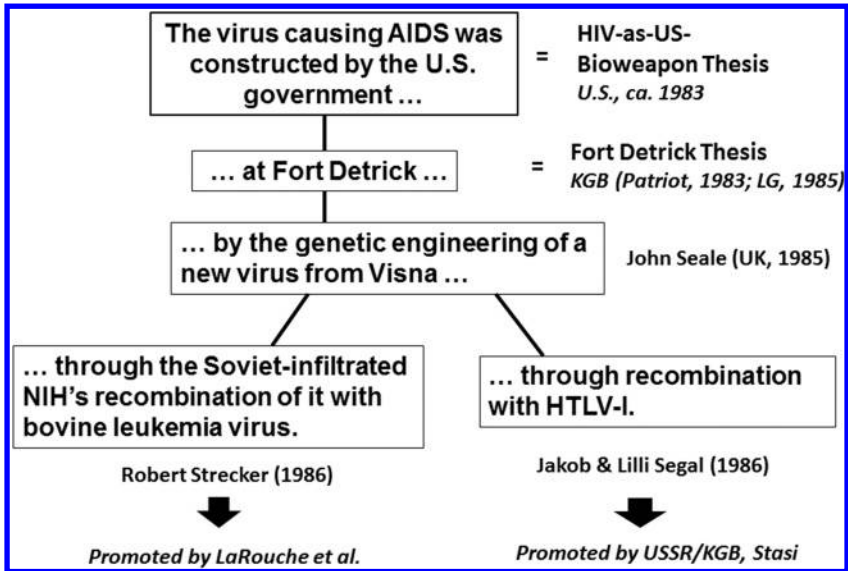 The virus causing AIDS was
constructed by the U.S.
government …
=
HIV-as-US-
Bioweapon Thesis
U.S., ca. 1983
… at Fort Detrick …
=
Fort Detrick Thesis
KGB (Patriot, 1983; LG, 1985)
… by the genetic engineering of a
new virus from Visna …
John Seale (UK, 1985)
… through the Soviet-infiltrated
NIH’s recombination of it with
bovine leukemia virus.
… through recombination
with HTLV-I.
Robert Strecker (1986)
Jakob & Lilli Segal (1986)
Promoted by LaRouche et al.
Promoted by USSR/KGB, Stasi